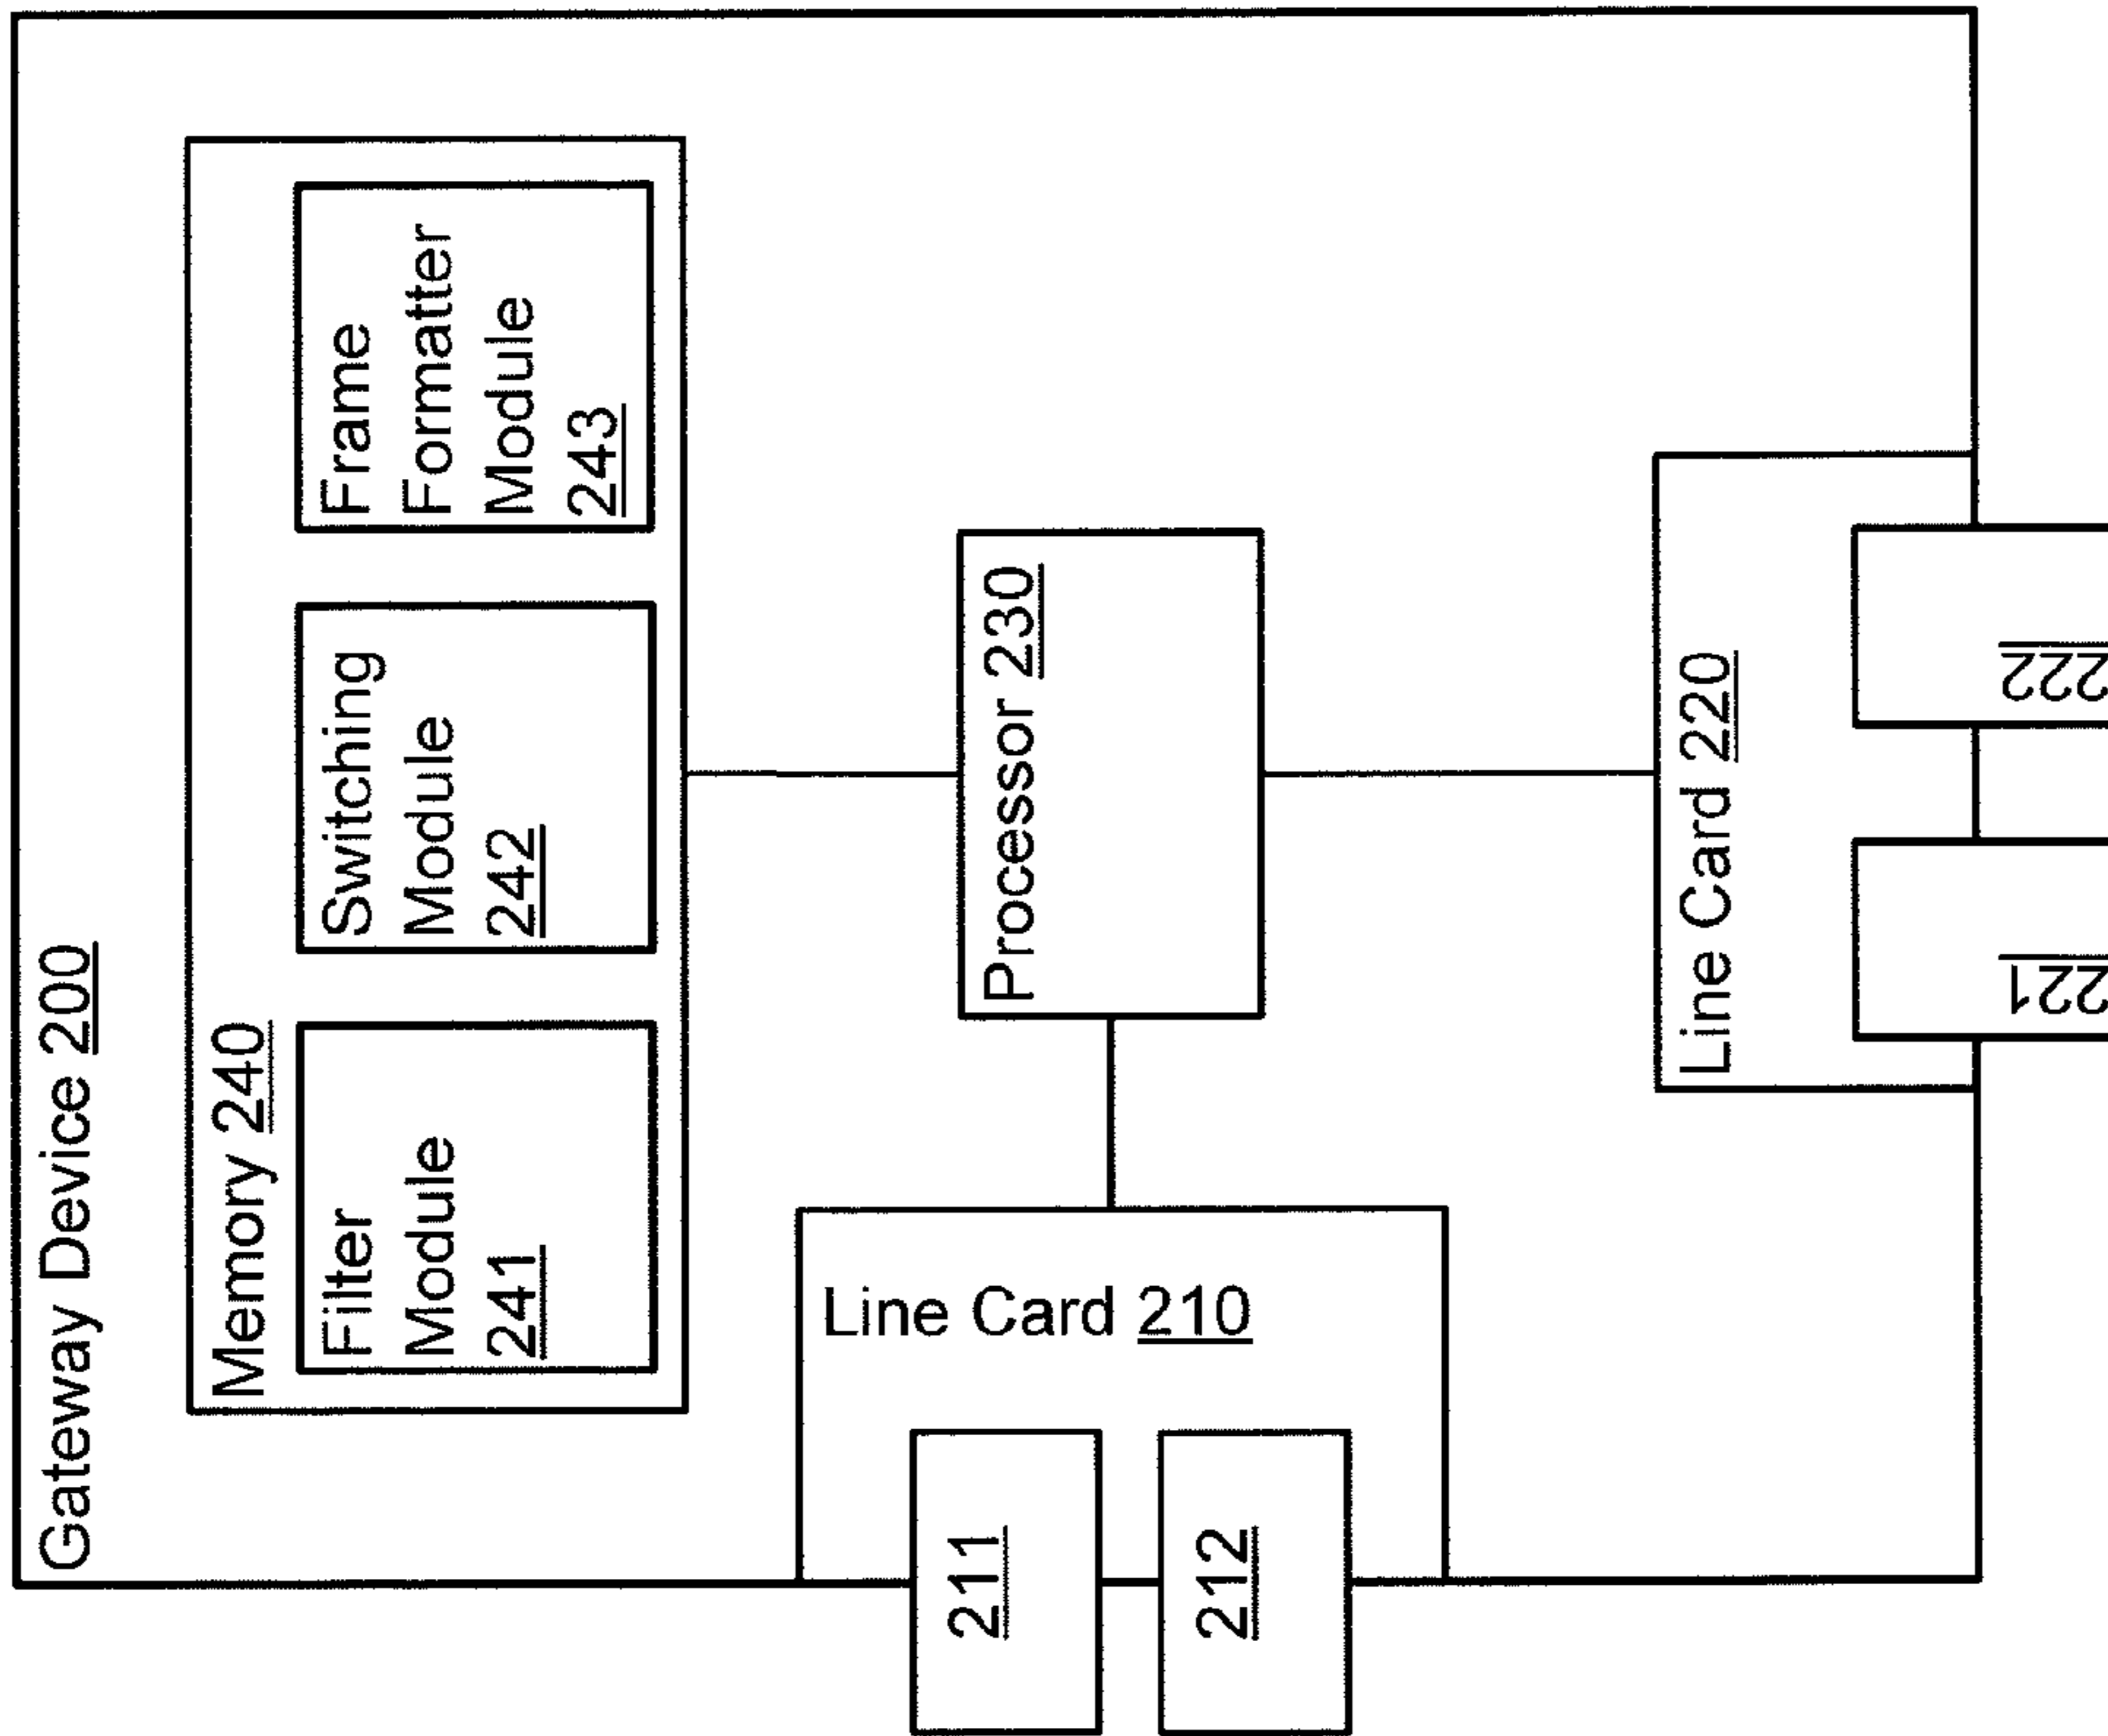 Gateway Device 200
Memory 240
Filter
Module
241
Switching
Module
242
Frame
Formatter
Module
243
Processor 230
Line Card 210
211
212
Line Card 220
221
222